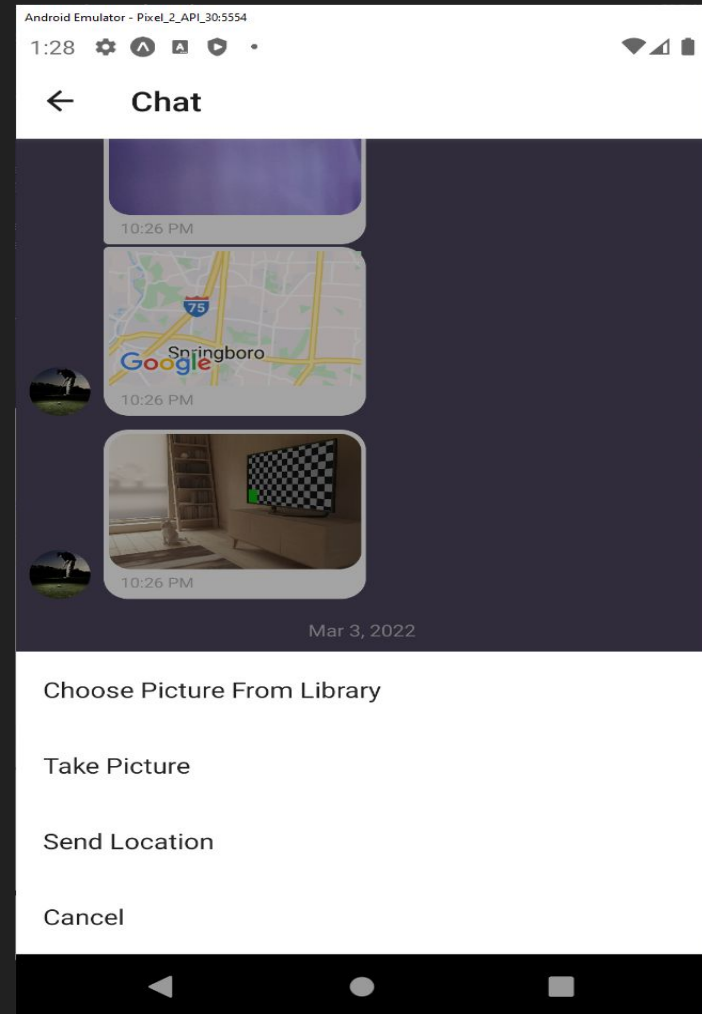 Android Emulator - Pixel_2_API_30:5554
1:28
Chat
10:26 PM
75
Springboro
Google
10:26 PM
10:26 PM
Mar 3, 2022
Choose Picture From Library
Take Picture
Send Location
Cancel